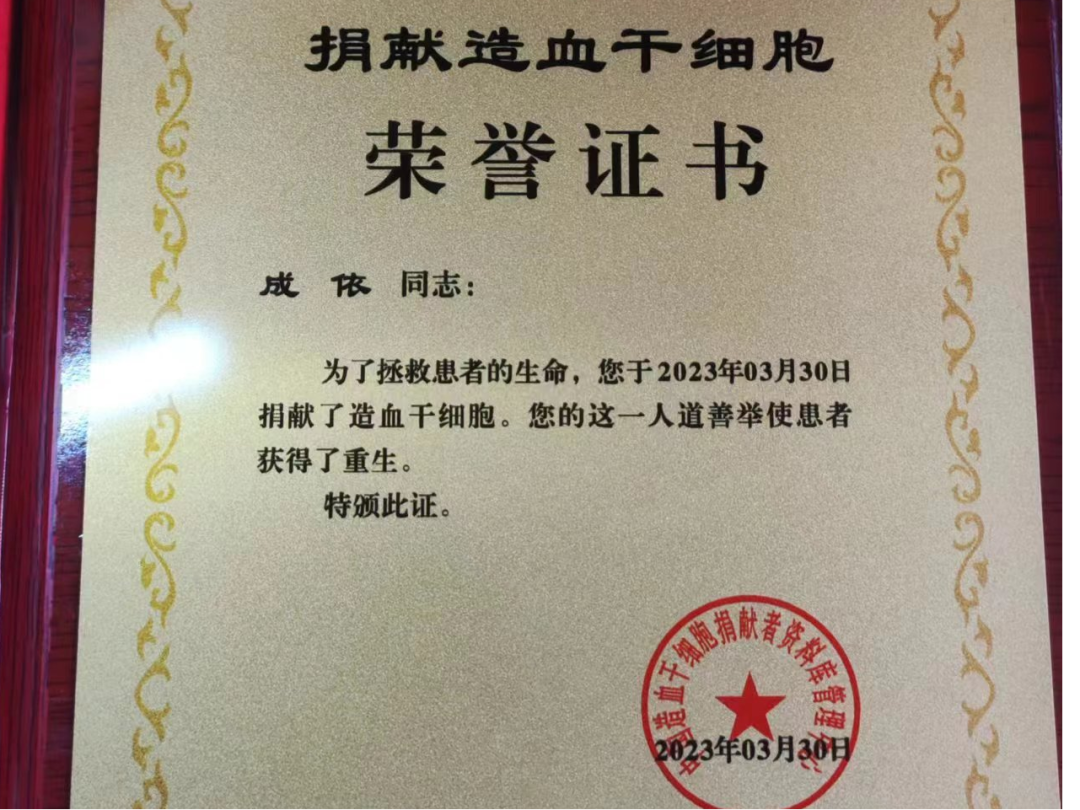 捐献造血干细胞
荣誉证书
成 依 同志：
为了拯救患者的生命，您于2023年03月30日
捐献了造血干细胞。您的这一人道善举使患者
获得了重生。
特颁此证。
中国造血干细胞捐献者资料库管理中心
2023年03月30日